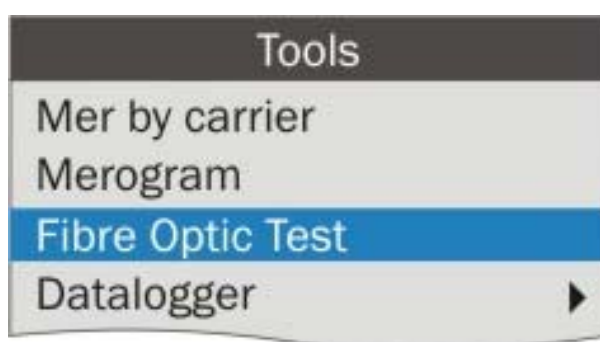 Tools
Mer by carrier
Merogram
Fibre Optic Test
Datalogger